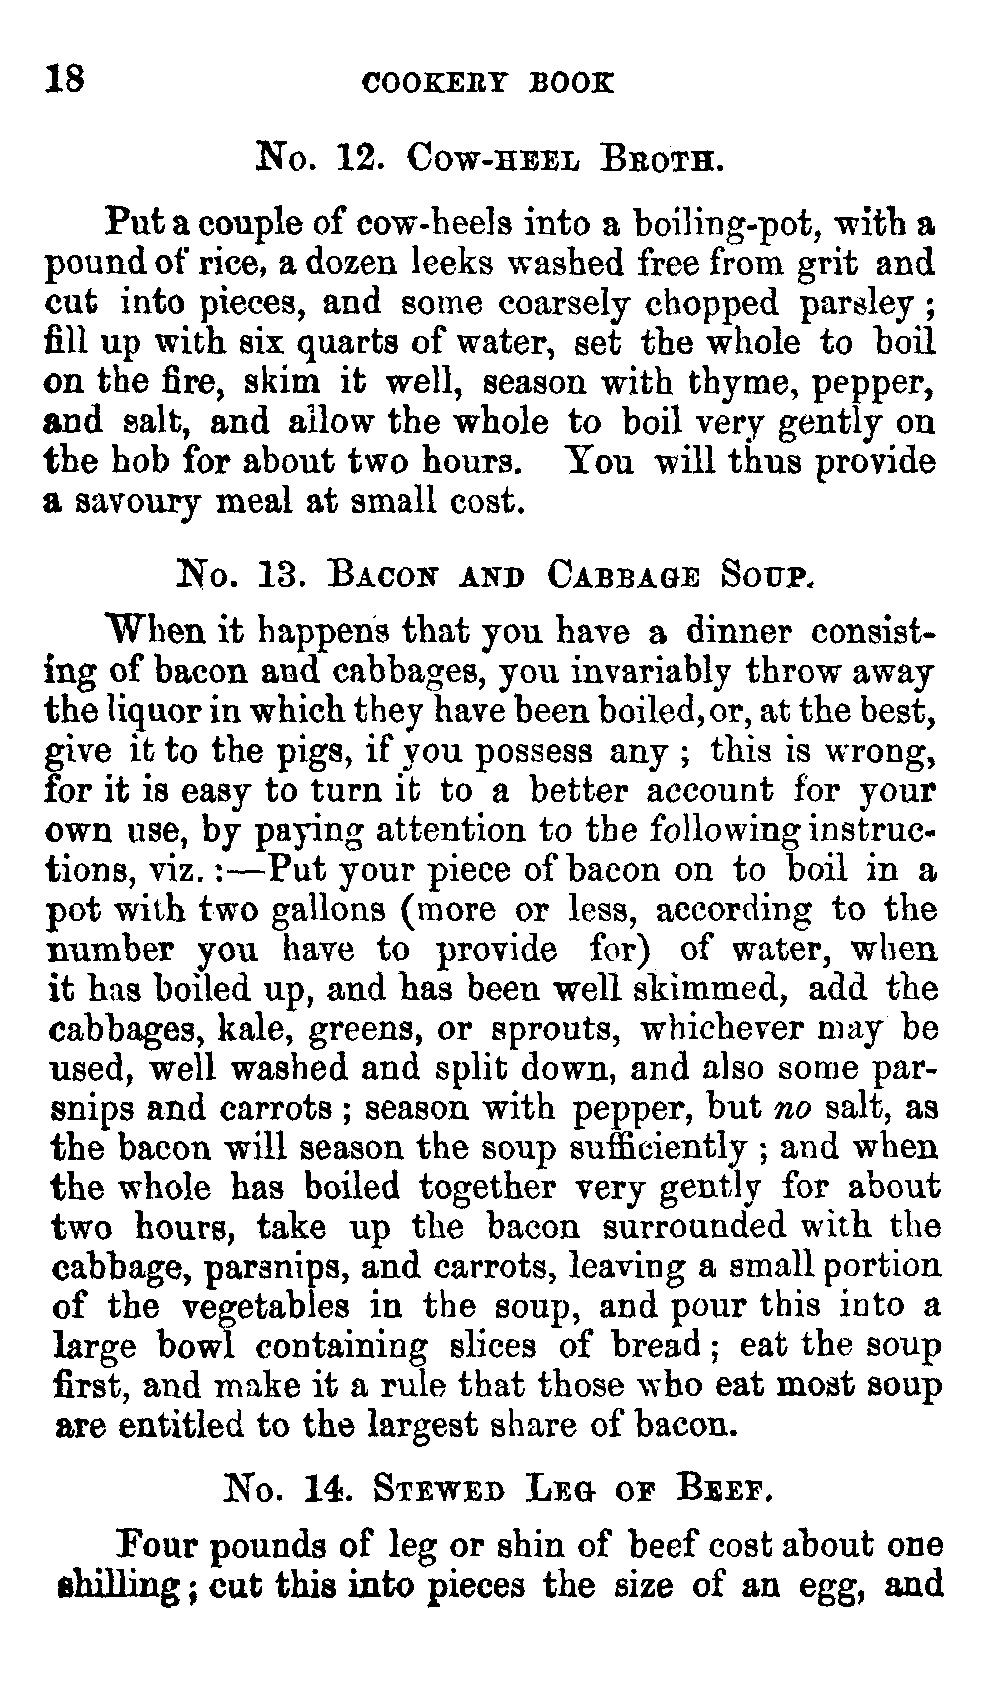 18 COOKERY BOOK
No. 12. Cow-heel Broth.
Put a couple of cow-heels into a boiling-pot, with a
pound of rice, a dozen leeks washed free from grit and
cut into pieces, and some coarsely chopped parsley ;
fill up with six quarts of water, set the whole to boil
on the fire, skim it well, season with thyme, pepper,
and salt, and allow the whole to boil very gently on
the hob for about two hours. You will thus provide
a savoury meal at small cost.
No. 13. Bacon and Cabbage Soup.
When it happens that you have a dinner consist-
ing of bacon and cabbages, you invariably throw away
the liquor in which they have been boiled, or, at the best,
give it to the pigs, if you possess any ; this is wrong,
for it is easy to turn it to a better account for your
own use, by paying attention to the following instruc-
tions, viz. :—Put your piece of bacon on to boil in a
pot with two gallons (more or less, according to the
number you have to provide for) of water, when
it has boiled up, and has been well skimmed, add the
cabbages, kale, greens, or sprouts, whichever may be
used, well washed and split down, and also some par-
snips and carrots ; season with pepper, but no salt, as
the bacon will season the soup sufficiently ; and when
the whole has boiled together very gently for about
two hours, take up the bacon surrounded with the
cabbage, parsnips, and carrots, leaving a small portion
of the vegetables in the soup, and pour this into a
large bowl containing slices of bread ; eat the soup
first, and make it a rule that those who eat most soup
are entitled to the largest share of bacon.
No. 14. Stewed Leg of Beef.
Four pounds of leg or shin of beef cost about one
shilling ; cut this into pieces the size of an egg, and